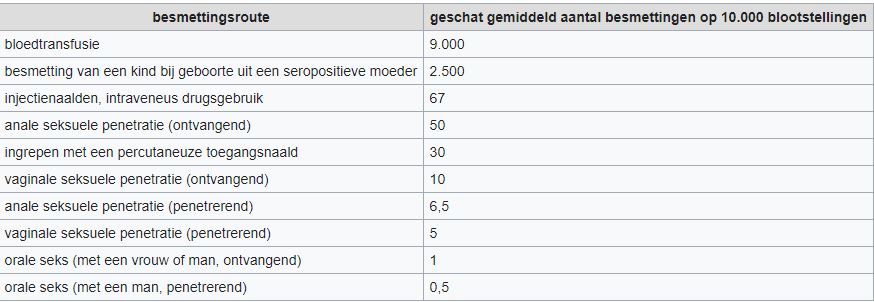 besmettingsroute geschat gemiddeld aantal besmettingen op 10.000 blootstellingen
bloedtransfusie 9.000
besmetting van een kind bij geboorte uit een seropositieve moeder 2.500
injectienaalden, intraveneus drugsgebruik 67
anale seksuele penetratie (ontvangend) 50
ingrepen met een percutaneuze toegangsnaald 30
vaginale seksuele penetratie (ontvangend) 10
anale seksuele penetratie (penetrerend) 6,5
vaginale seksuele penetratie (penetrerend) 5
orale seks (met een vrouw of man, ontvangend) 1
orale seks (met een man, penetrerend) 0,5